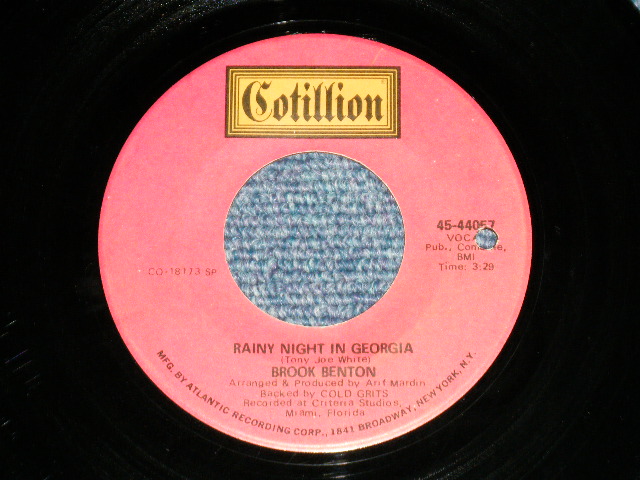 Cotillion
45-44057
Pub.,
BMI
Time: 3:29
CO-18173 SP
RAINY NIGHT IN GEORGIA
(Tony Joe White)
BROOK BENTON
Arranged & Produced by Arif Mardin
Backed by COLD GRITS
Recorded at Criteria Studios,
Miami, Florida
MFG. BY ATLANTIC RECORDING CORP., 1841 BROADWAY, NEW YORK, N.Y.